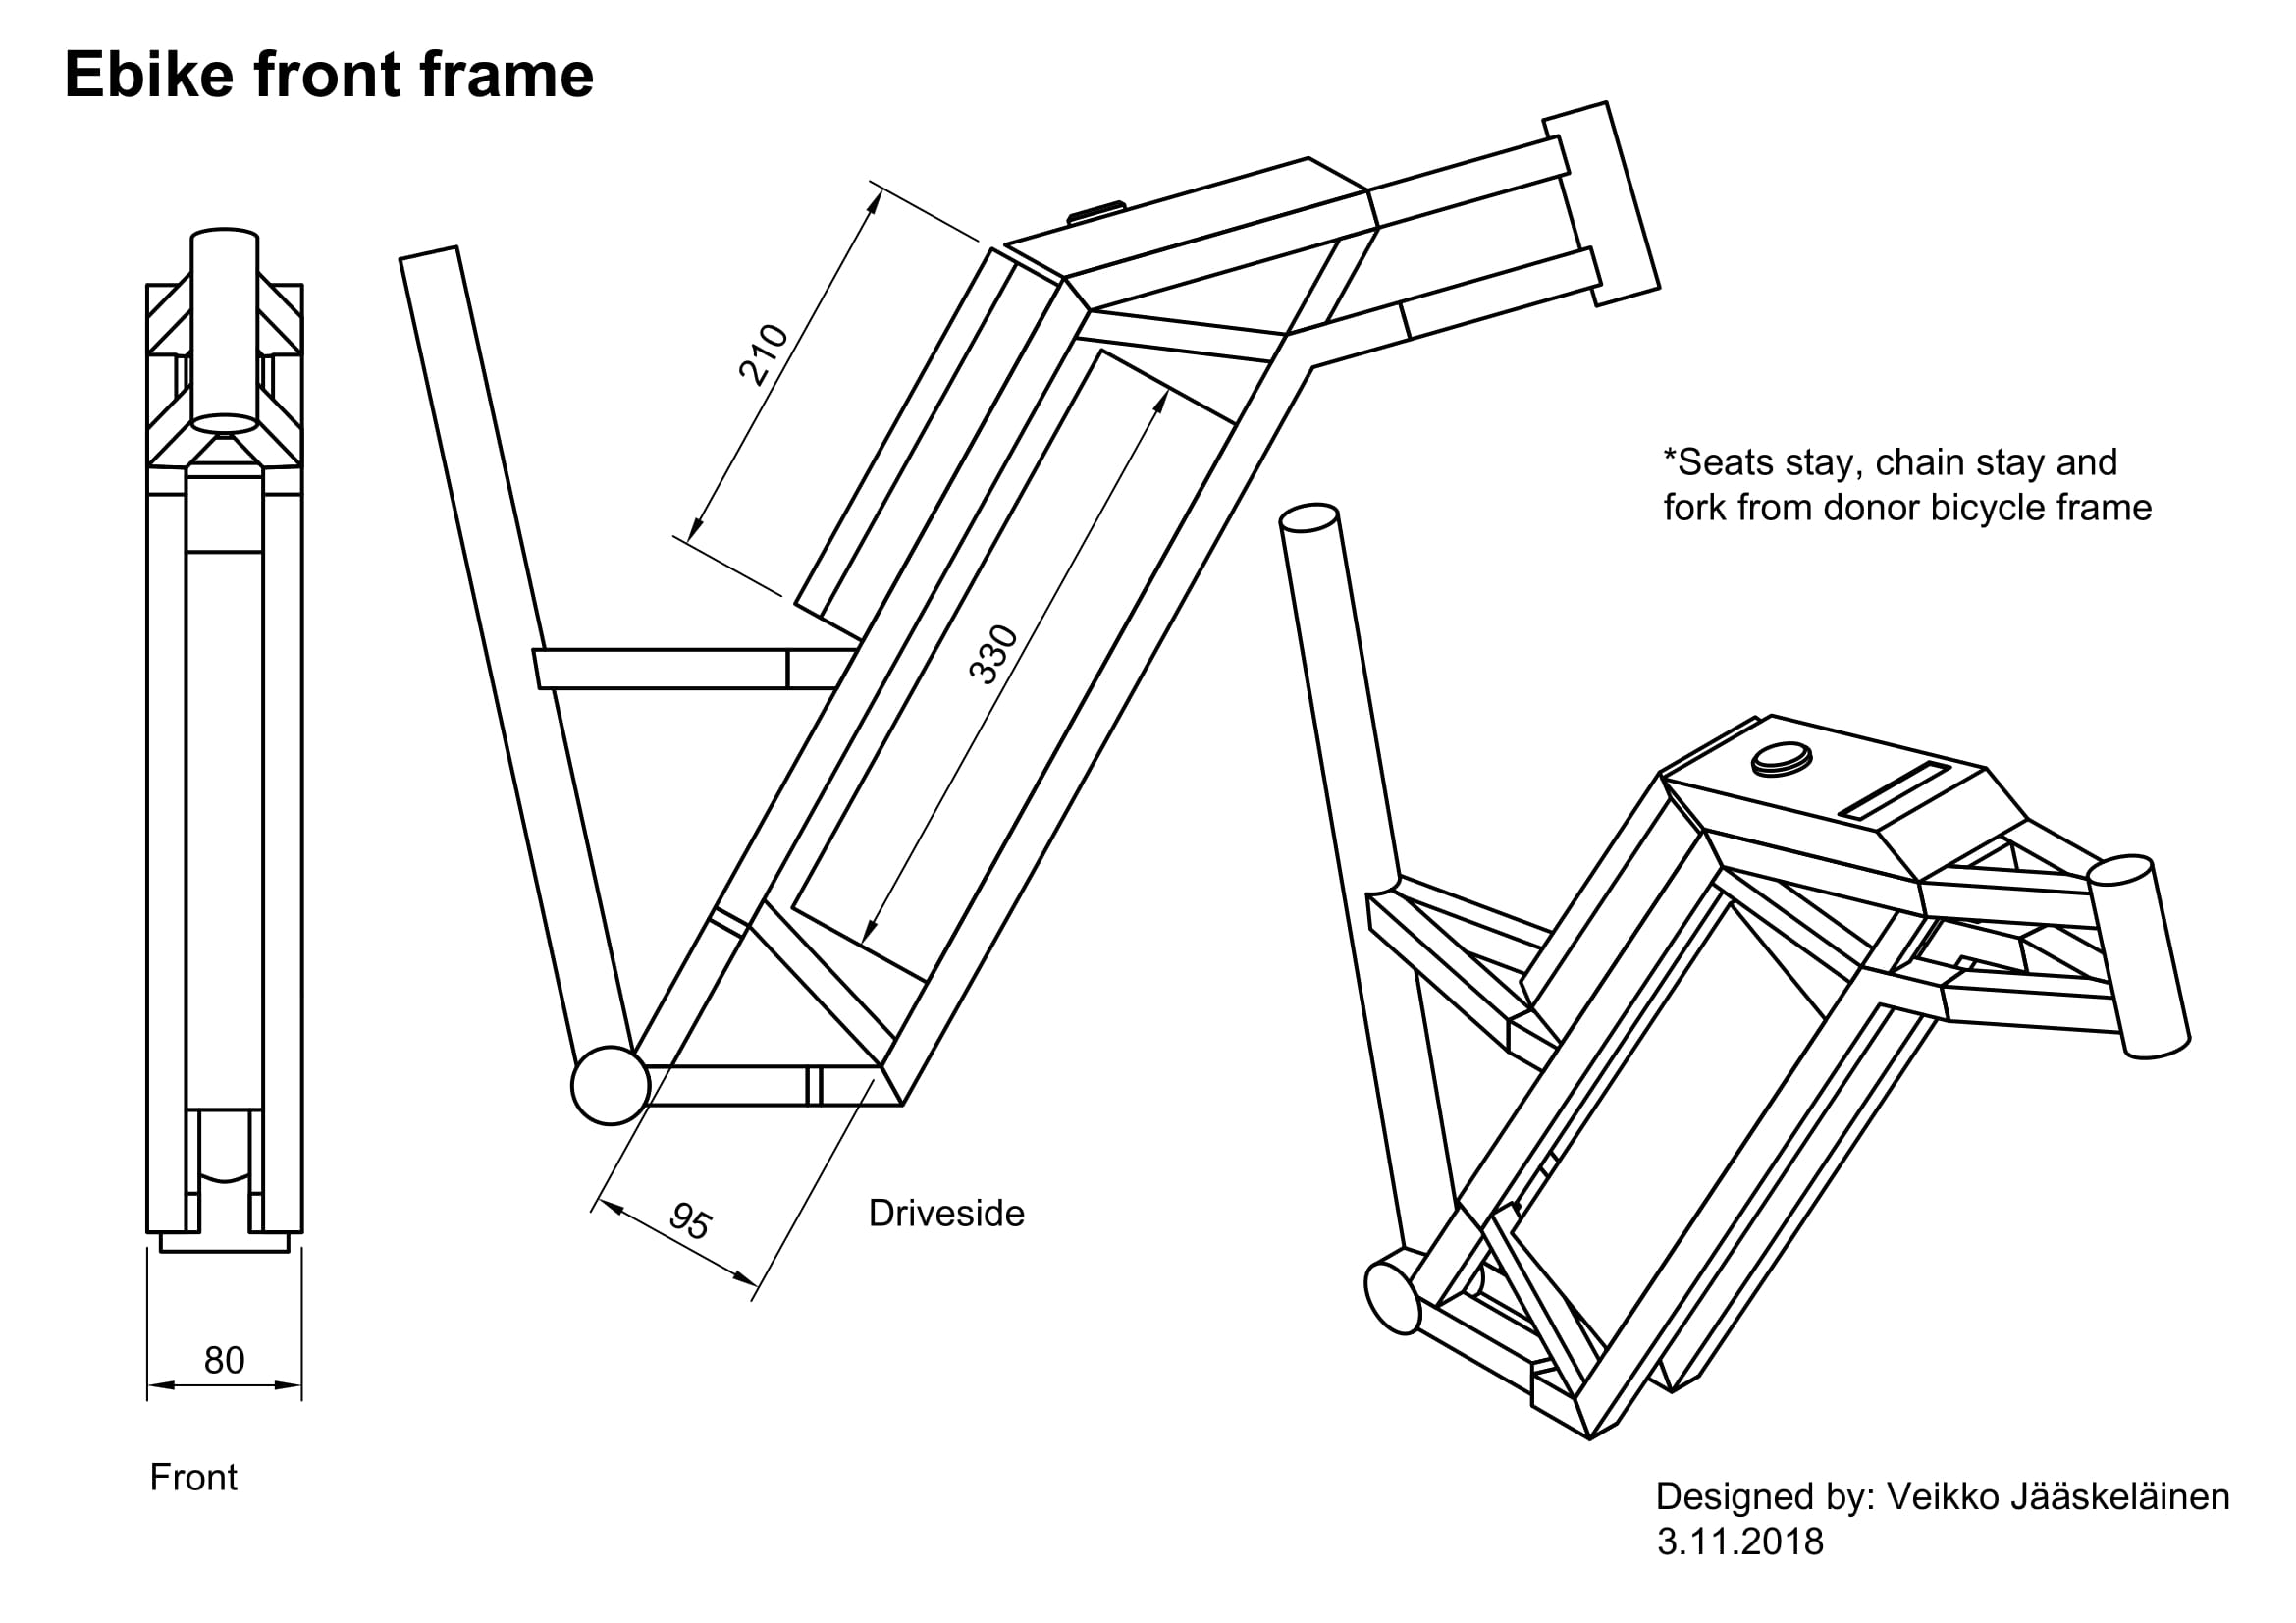 Ebike front frame
210
330
*Seats stay, chain stay and
fork from donor bicycle frame
95
Driveside
80
Front
Designed by: Veikko Jääskeläinen
3.11.2018